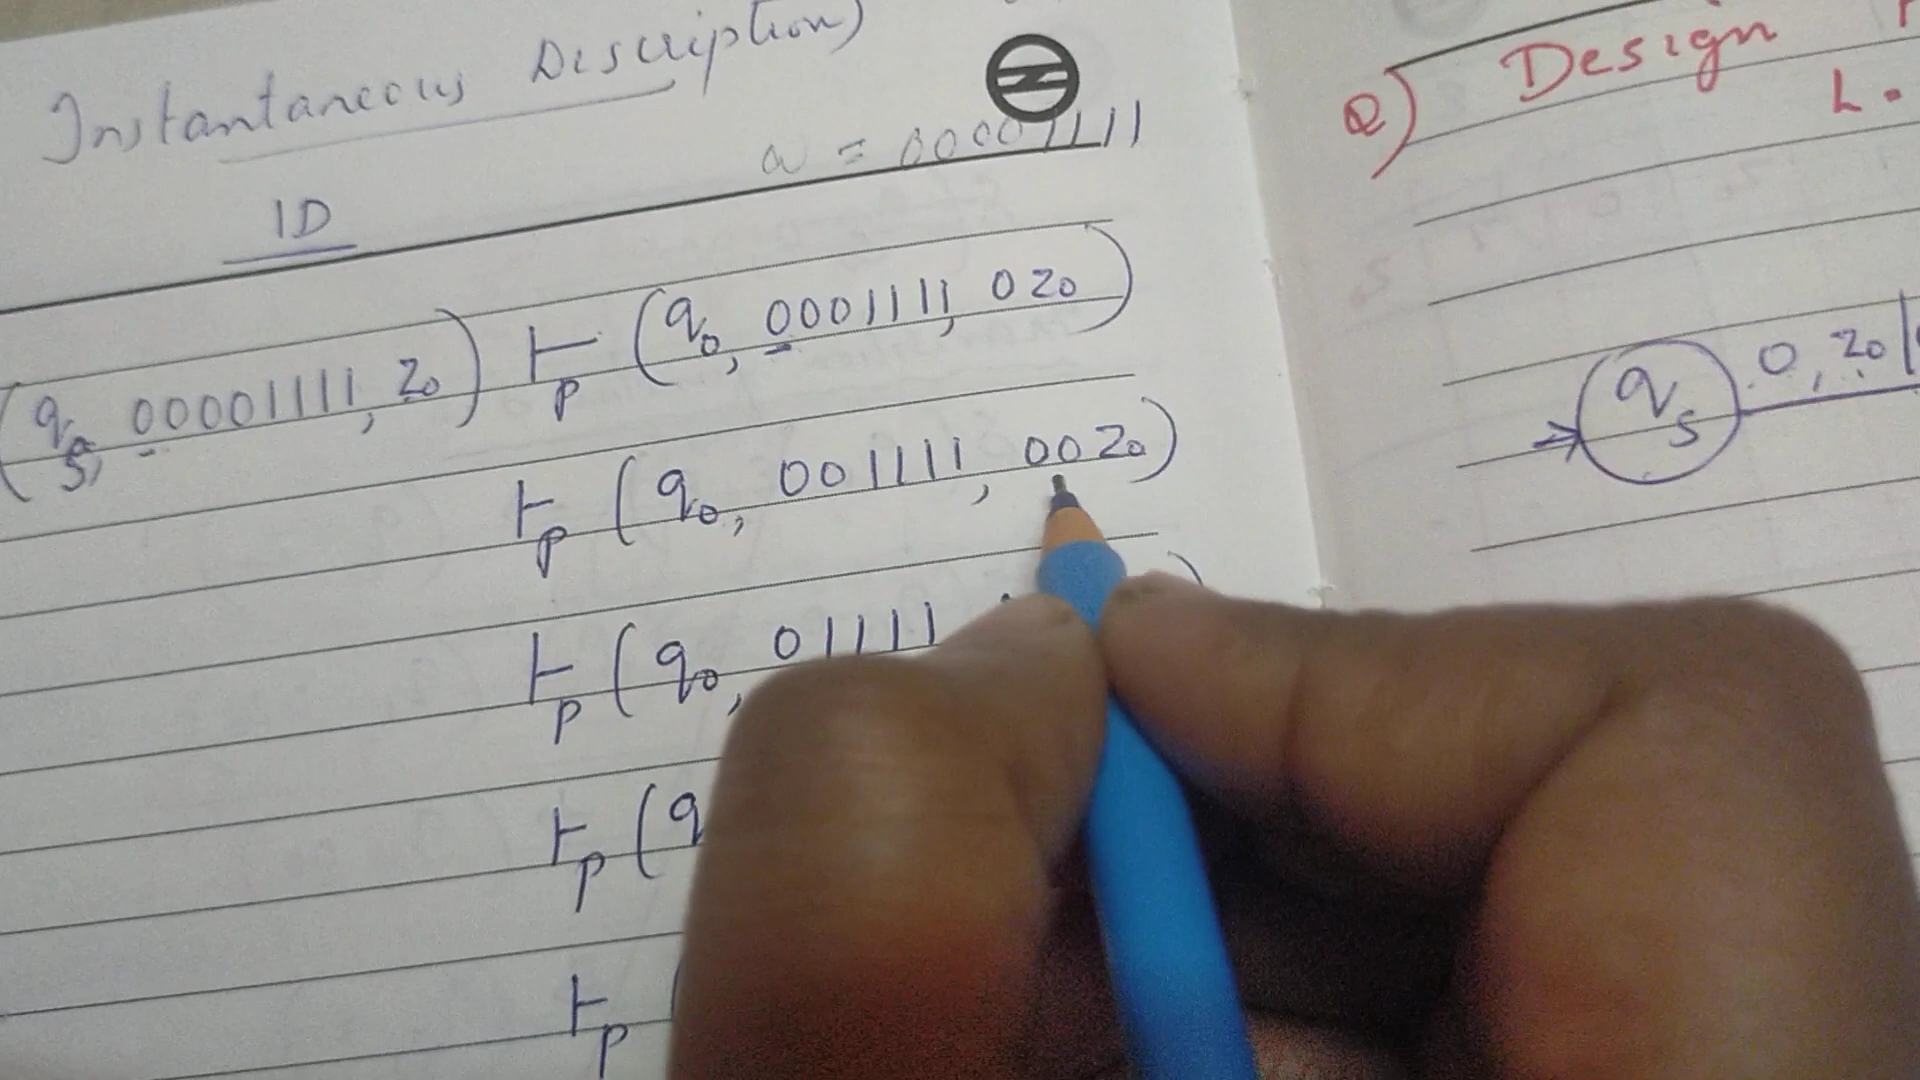 Instantaneous Description)
ω = 00001111
ID
(qs, 00001111, z0) ⊢p (q0, 0001111, 0z0)
⊢p (q0, 001111, 00z0)
⊢p (q0, 01111
⊢p (q
⊢p (
Q) Design
L.
qs 0, z0|